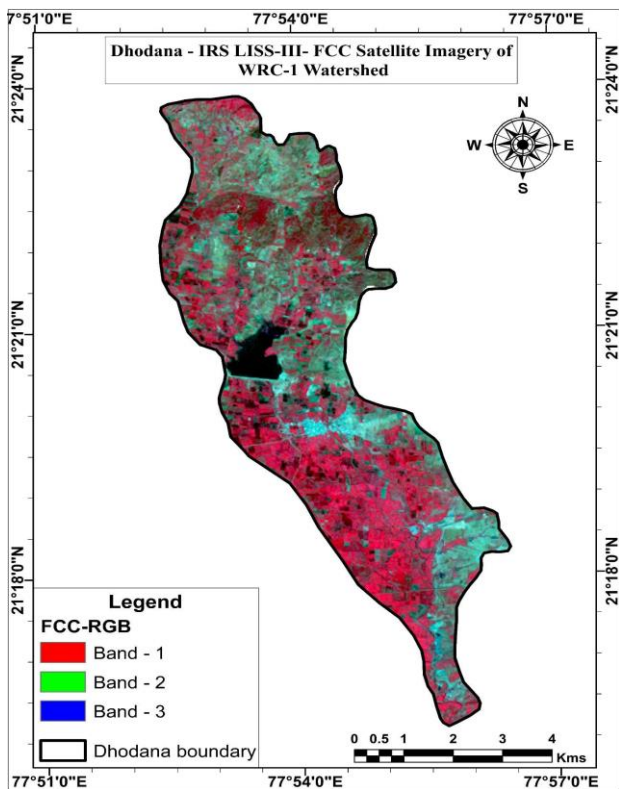 77°51'0"E 77°54'0"E 77°57'0"E
Dhodana - IRS LISS-III- FCC Satellite Imagery of
WRC-1 Watershed
21°24'0"N 21°24'0"N
N
W E
S
21°21'0"N 21°21'0"N
21°18'0"N 21°18'0"N
Legend
FCC-RGB
Band - 1
Band - 2
Band - 3
Dhodana boundary
0 0.5 1 2 3 4
Kms
77°51'0"E 77°54'0"E 77°57'0"E